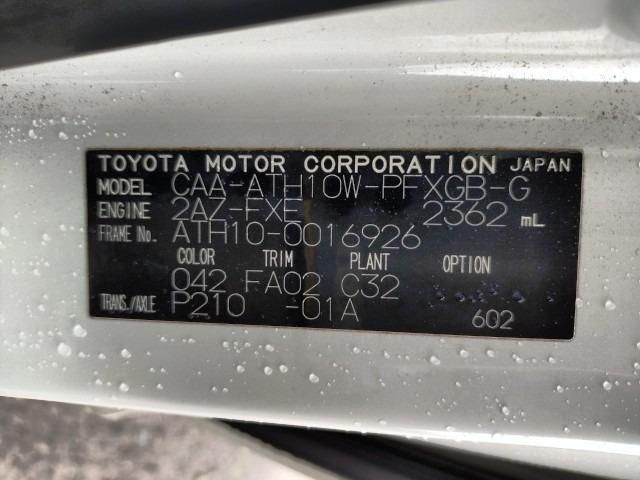 TOYOTA MOTOR CORPORATION JAPAN
MODEL CAA-ATH10W-PFXGB-G
ENGINE 2AZ-FXE 2362 mL
FRAME No. ATH10-0016926
COLOR TRIM PLANT OPTION
042 FA02 C32
TRANS./AXLE P210 -01A 602